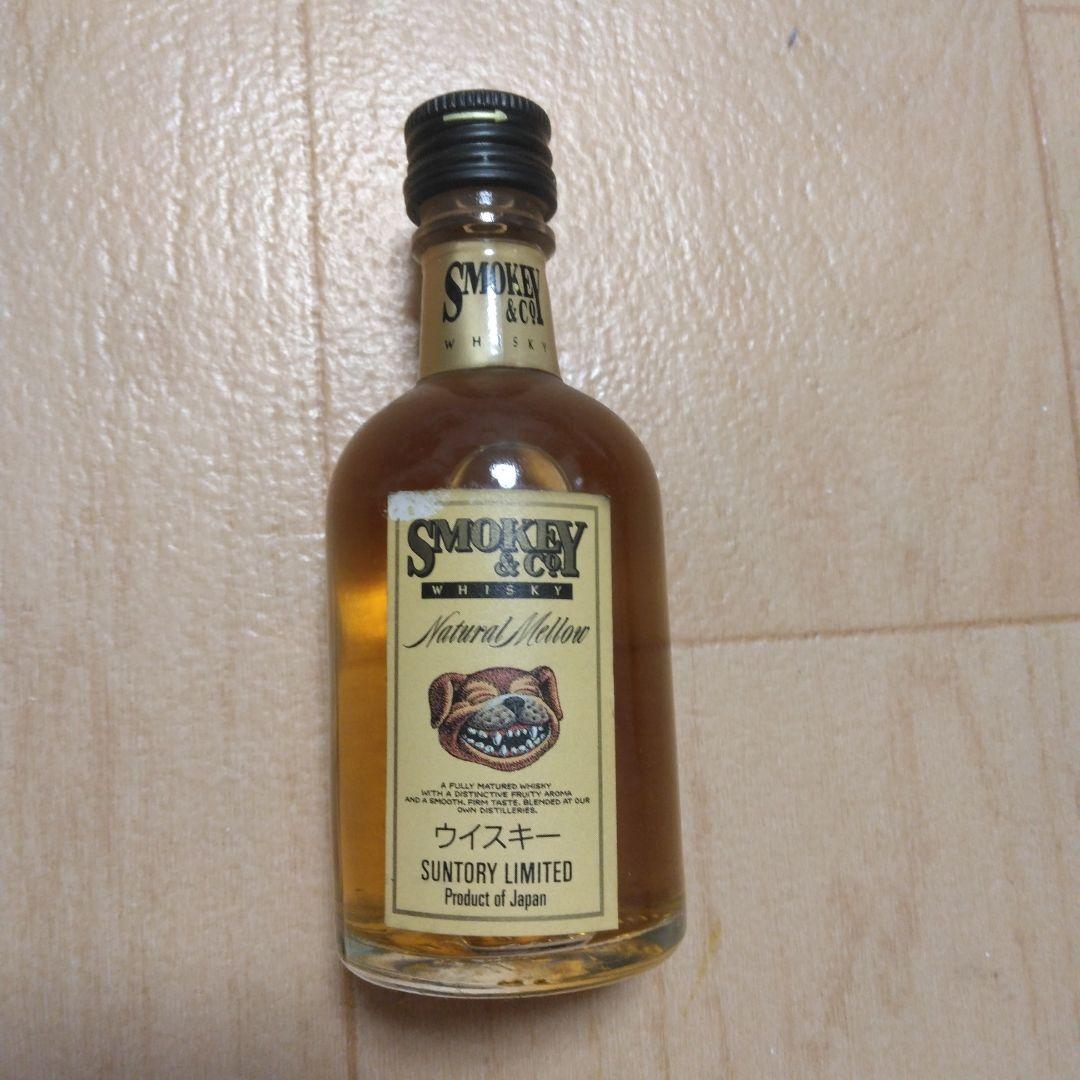 SMOKEY
& Co.
WHISKY
SMOKEY
& Co.
WHISKY
Natural Mellow
A FULLY MATURED WHISKY
WITH A DISTINCTIVE FRUITY AROMA
AND A SMOOTH, FIRM TASTE. BLENDED AT OUR
OWN DISTILLERIES.
ウイスキー
SUNTORY LIMITED
Product of Japan